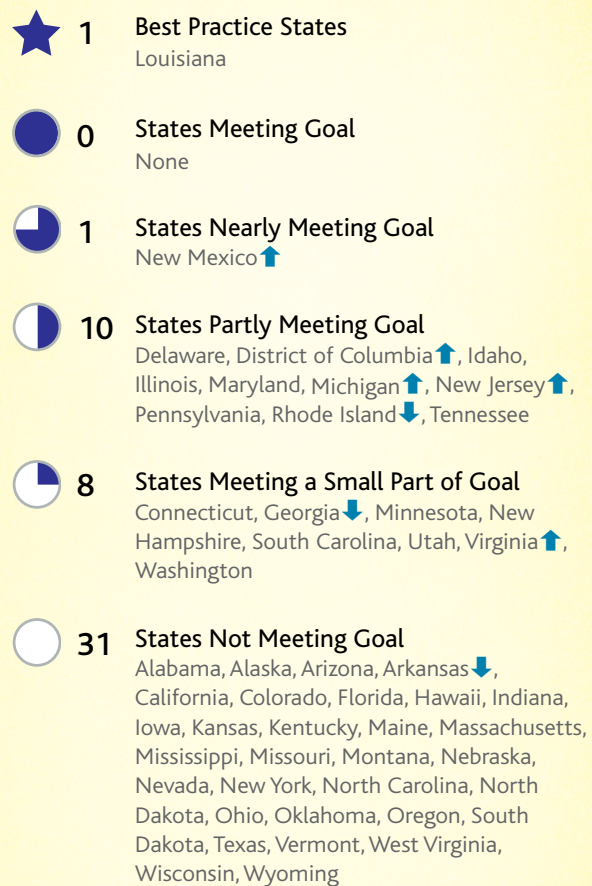 1 Best Practice States
Louisiana
0 States Meeting Goal
None
1 States Nearly Meeting Goal
New Mexico
10 States Partly Meeting Goal
Delaware, District of Columbia, Idaho,
Illinois, Maryland, Michigan, New Jersey,
Pennsylvania, Rhode Island, Tennessee
8 States Meeting a Small Part of Goal
Connecticut, Georgia, Minnesota, New
Hampshire, South Carolina, Utah, Virginia,
Washington
31 States Not Meeting Goal
Alabama, Alaska, Arizona, Arkansas,
California, Colorado, Florida, Hawaii, Indiana,
Iowa, Kansas, Kentucky, Maine, Massachusetts,
Mississippi, Missouri, Montana, Nebraska,
Nevada, New York, North Carolina, North
Dakota, Ohio, Oklahoma, Oregon, South
Dakota, Texas, Vermont, West Virginia,
Wisconsin, Wyoming